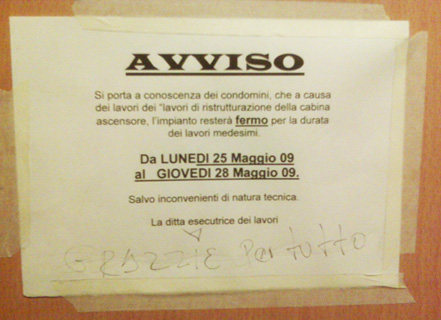 AVVISO
Si porta a conoscenza dei condomini, che a causa
dei lavori dei "lavori di ristrutturazione della cabina
ascensore, l'impianto resterà fermo per la durata
dei lavori medesimi.
Da LUNEDI 25 Maggio 09
al GIOVEDI 28 Maggio 09.
Salvo inconvenienti di natura tecnica.
La ditta esecutrice dei lavori
GRAZZIE per tutto